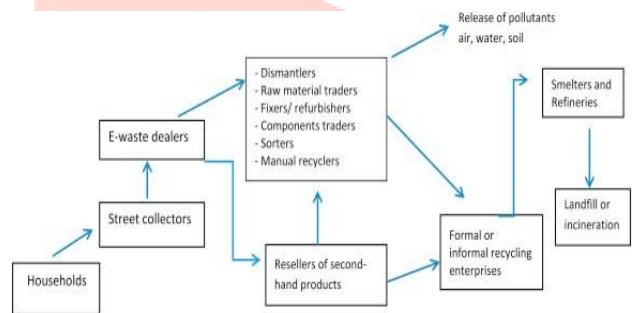 Release of pollutants
air, water, soil
- Dismantlers
- Raw material traders
- Fixers/ refurbishers
- Components traders
- Sorters
- Manual recyclers
Smelters and
Refineries
E-waste dealers
Street collectors
Landfill or
incineration
Formal or
informal recycling
enterprises
Resellers of second-
hand products
Households